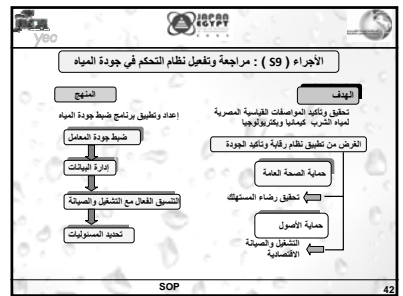 yec
JAPAN
EGYPT
الأجراء ( S9 ) : مراجعة وتفعيل نظام التحكم في جودة المياه
الهدف
تحقيق وتأكيد المواصفات القياسية المصرية
لمياه الشرب كيمائيا وبكتريولوجيا
الغرض من تطبيق نظام رقابة وتأكيد الجودة
حماية الصحة العامة
تحقيق رضاء المستهلك
حماية الأصول
التشغيل والصيانة
الاقتصادية
المنهج
إعداد وتطبيق برنامج ضبط جودة المياه
ضبط جودة المعامل
إدارة البيانات
التنسيق الفعال مع التشغيل والصيانة
تحديد المسئوليات
SOP
42